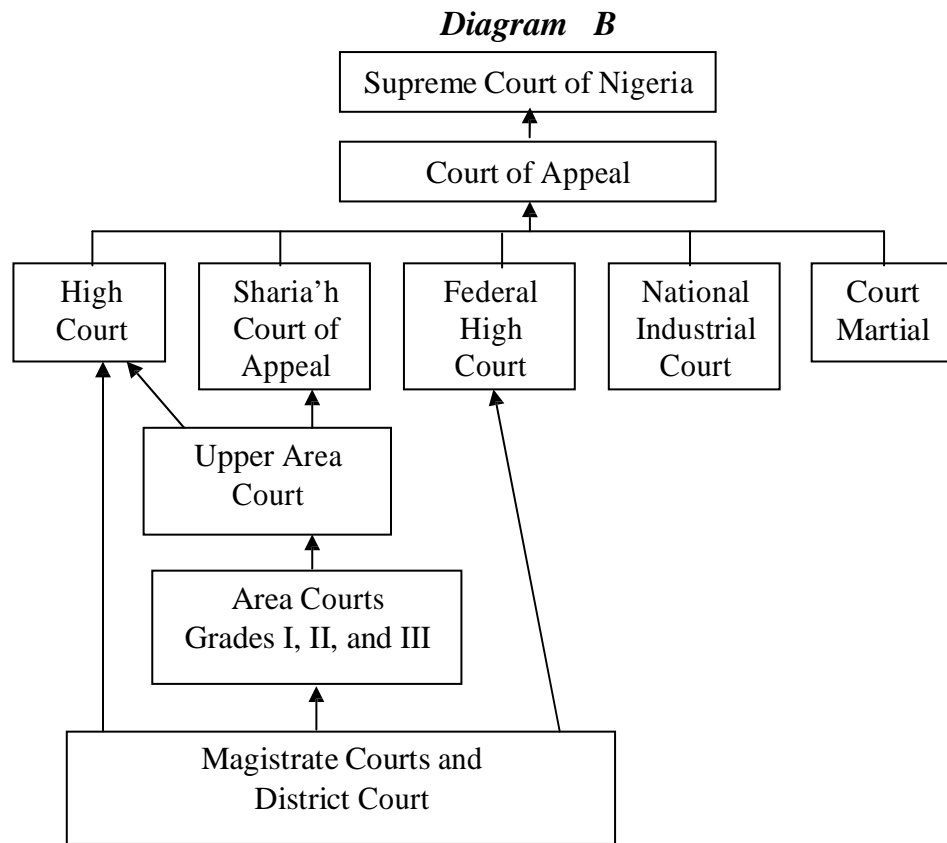 Diagram B
Supreme Court of Nigeria
Court of Appeal
High
Court
Sharia’h
Court of
Appeal
Federal
High
Court
National
Industrial
Court
Court
Martial
Upper Area
Court
Area Courts
Grades I, II, and III
Magistrate Courts and
District Court